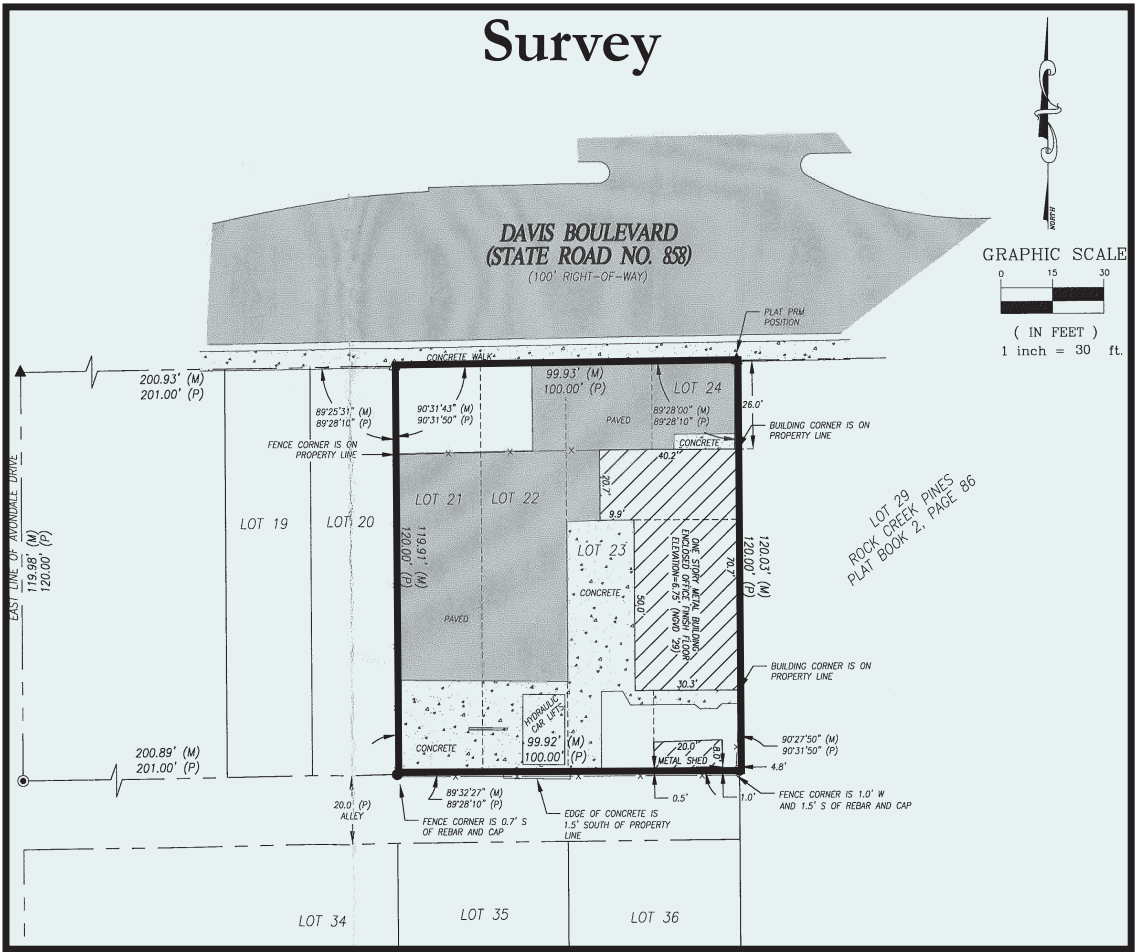 Survey
NORTH
DAVIS BOULEVARD
(STATE ROAD NO. 858)
(100' RIGHT-OF-WAY)
GRAPHIC SCALE
0 15 30
( IN FEET )
1 inch = 30 ft.
PLAT PRM
POSITION
CONCRETE WALK
200.93' (M)
201.00' (P)
99.93' (M)
100.00' (P)
LOT 24
26.0'
89°25'31" (M)
89°28'10" (P)
90°31'43" (M)
90°31'50" (P)
PAVED
89°28'00" (M)
89°28'10" (P)
BUILDING CORNER IS ON
PROPERTY LINE
FENCE CORNER IS ON
PROPERTY LINE
CONCRETE
40.2'
20.7'
9.9'
EAST LINE OF AVONDALE DRIVE
119.98' (M)
120.00' (P)
LOT 19
LOT 20
LOT 21
LOT 22
LOT 23
119.91' (M)
120.00' (P)
ONE STORY METAL BUILDING
ENCLOSED OFFICE FINISH FLOOR
ELEVATION=6.75' (NGVD '29)
70.7'
120.03' (M)
120.00' (P)
LOT 29
ROCK CREEK PINES
PLAT BOOK 2, PAGE 86
CONCRETE
50.0'
PAVED
BUILDING CORNER IS ON
PROPERTY LINE
30.3'
HYDRAULIC
CAR LIFTS
99.92' (M)
100.00' (P)
CONCRETE
20.0'
8.0'
METAL SHED
90°27'50" (M)
90°31'50" (P)
4.8'
200.89' (M)
201.00' (P)
89°32'27" (M)
89°28'10" (P)
0.5'
1.0'
FENCE CORNER IS 1.0' W
AND 1.5' S OF REBAR AND CAP
20.0 (P)
ALLEY
FENCE CORNER IS 0.7' S
OF REBAR AND CAP
EDGE OF CONCRETE IS
1.5' SOUTH OF PROPERTY
LINE
LOT 34
LOT 35
LOT 36